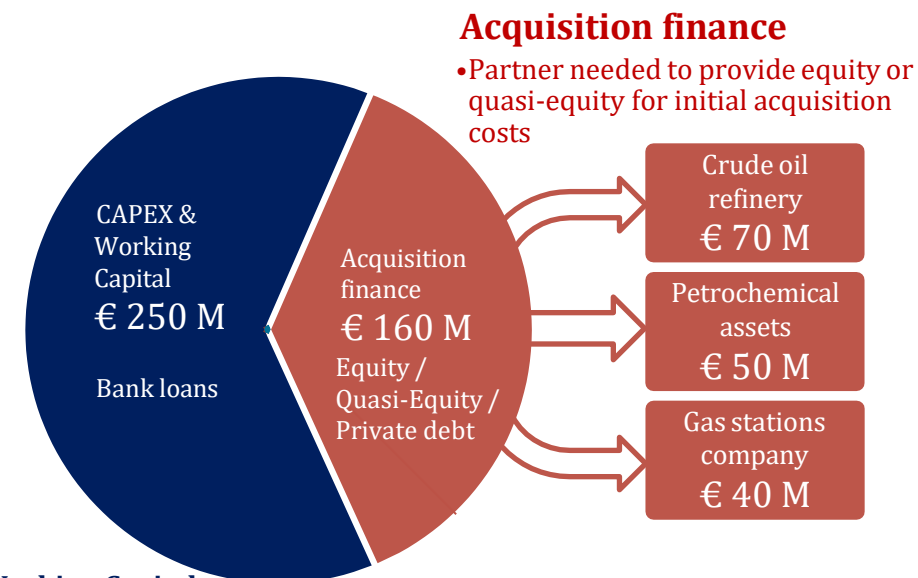 Acquisition finance
•Partner needed to provide equity or
quasi-equity for initial acquisition
costs
CAPEX &
Working
Capital
€ 250 M
Bank loans
Acquisition
finance
€ 160 M
Equity /
Quasi-Equity /
Private debt
Crude oil
refinery
€ 70 M
Petrochemical
assets
€ 50 M
Gas stations
company
€ 40 M